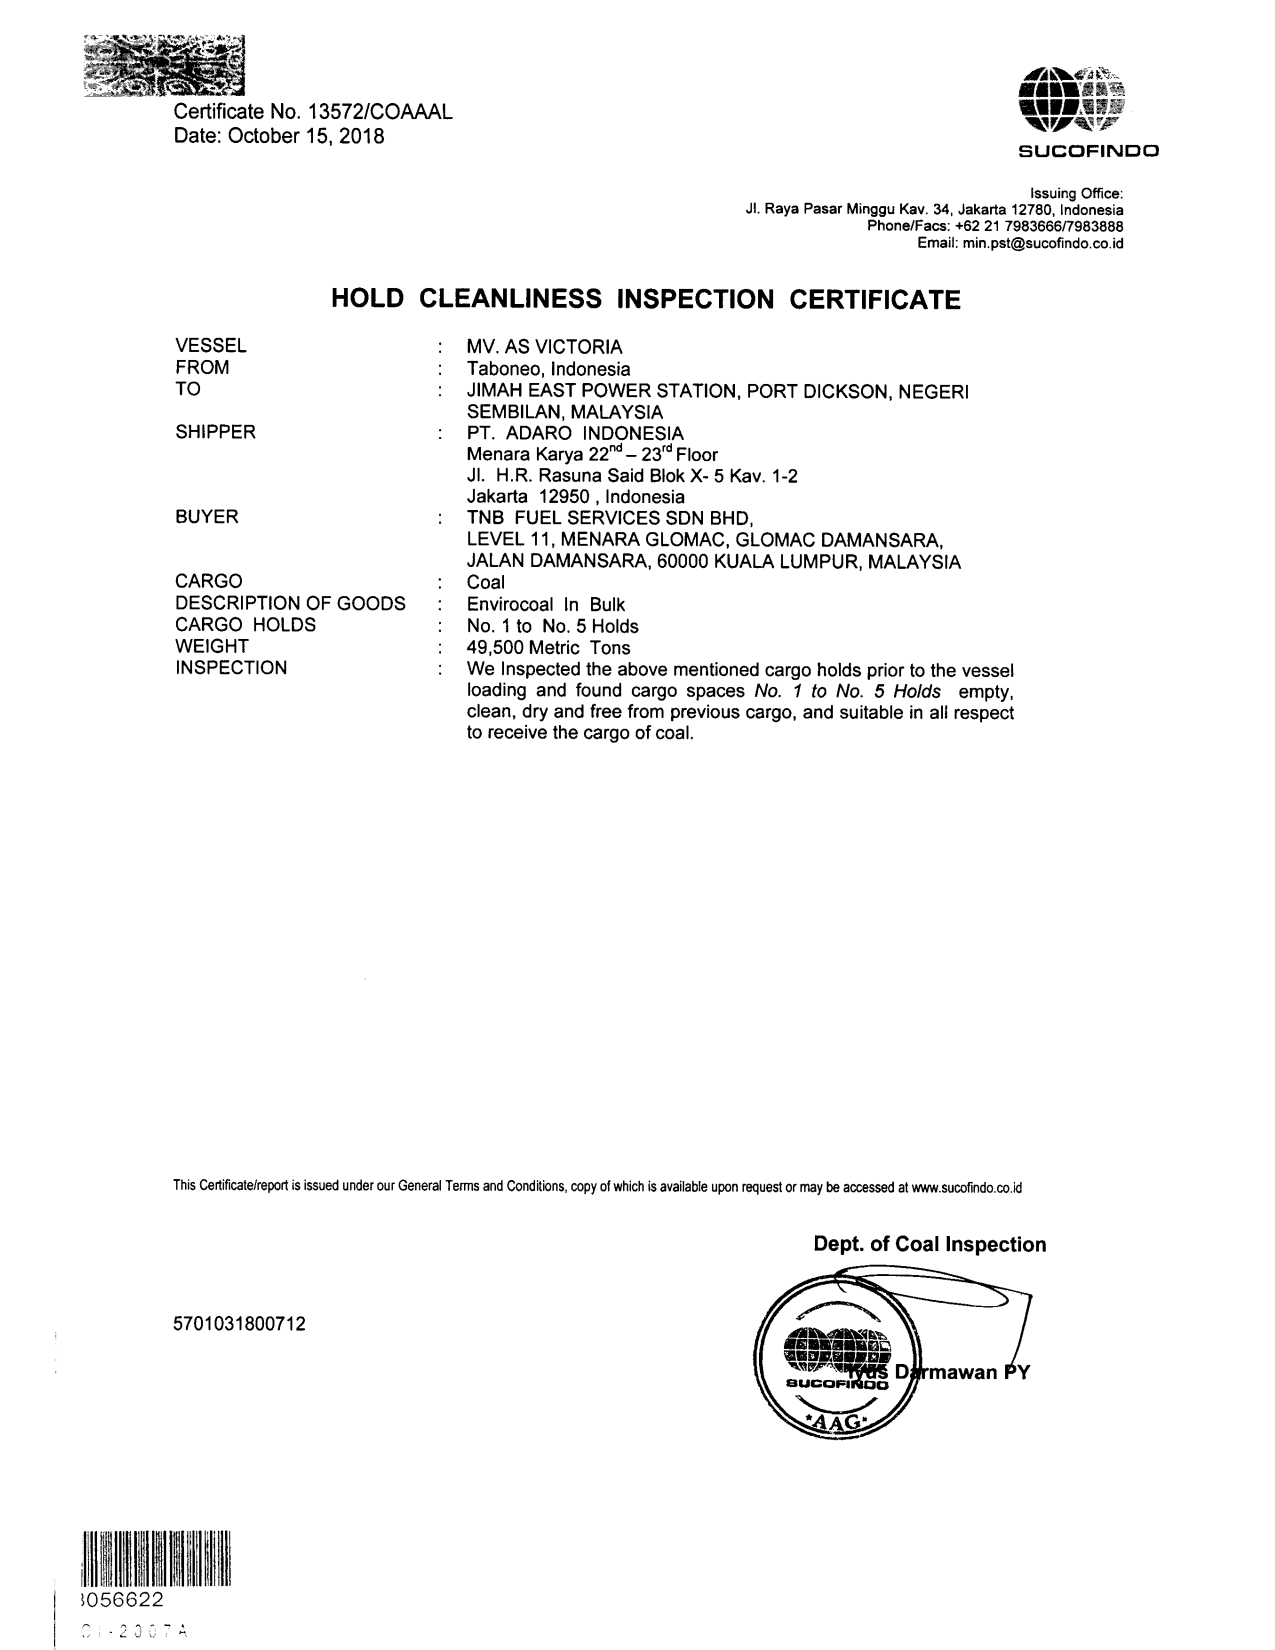 Certificate No. 13572/COAAAL
Date: October 15, 2018
SUCOFINDO
Issuing Office:
Jl. Raya Pasar Minggu Kav. 34, Jakarta 12780, Indonesia
Phone/Facs: +62 21 7983666/7983888
Email: min.pst@sucofindo.co.id
HOLD CLEANLINESS INSPECTION CERTIFICATE
VESSEL : MV. AS VICTORIA
FROM : Taboneo, Indonesia
TO : JIMAH EAST POWER STATION, PORT DICKSON, NEGERI
SEMBILAN, MALAYSIA
SHIPPER : PT. ADARO INDONESIA
Menara Karya 22nd – 23rd Floor
Jl. H.R. Rasuna Said Blok X- 5 Kav. 1-2
Jakarta 12950 , Indonesia
BUYER : TNB FUEL SERVICES SDN BHD,
LEVEL 11, MENARA GLOMAC, GLOMAC DAMANSARA,
JALAN DAMANSARA, 60000 KUALA LUMPUR, MALAYSIA
CARGO : Coal
DESCRIPTION OF GOODS : Envirocoal In Bulk
CARGO HOLDS : No. 1 to No. 5 Holds
WEIGHT : 49,500 Metric Tons
INSPECTION : We Inspected the above mentioned cargo holds prior to the vessel
loading and found cargo spaces No. 1 to No. 5 Holds empty,
clean, dry and free from previous cargo, and suitable in all respect
to receive the cargo of coal.
This Certificate/report is issued under our General Terms and Conditions, copy of which is available upon request or may be accessed at www.sucofindo.co.id
Dept. of Coal Inspection
5701031800712
Darmawan PY
SUCOFINDO
*AAG*
056622